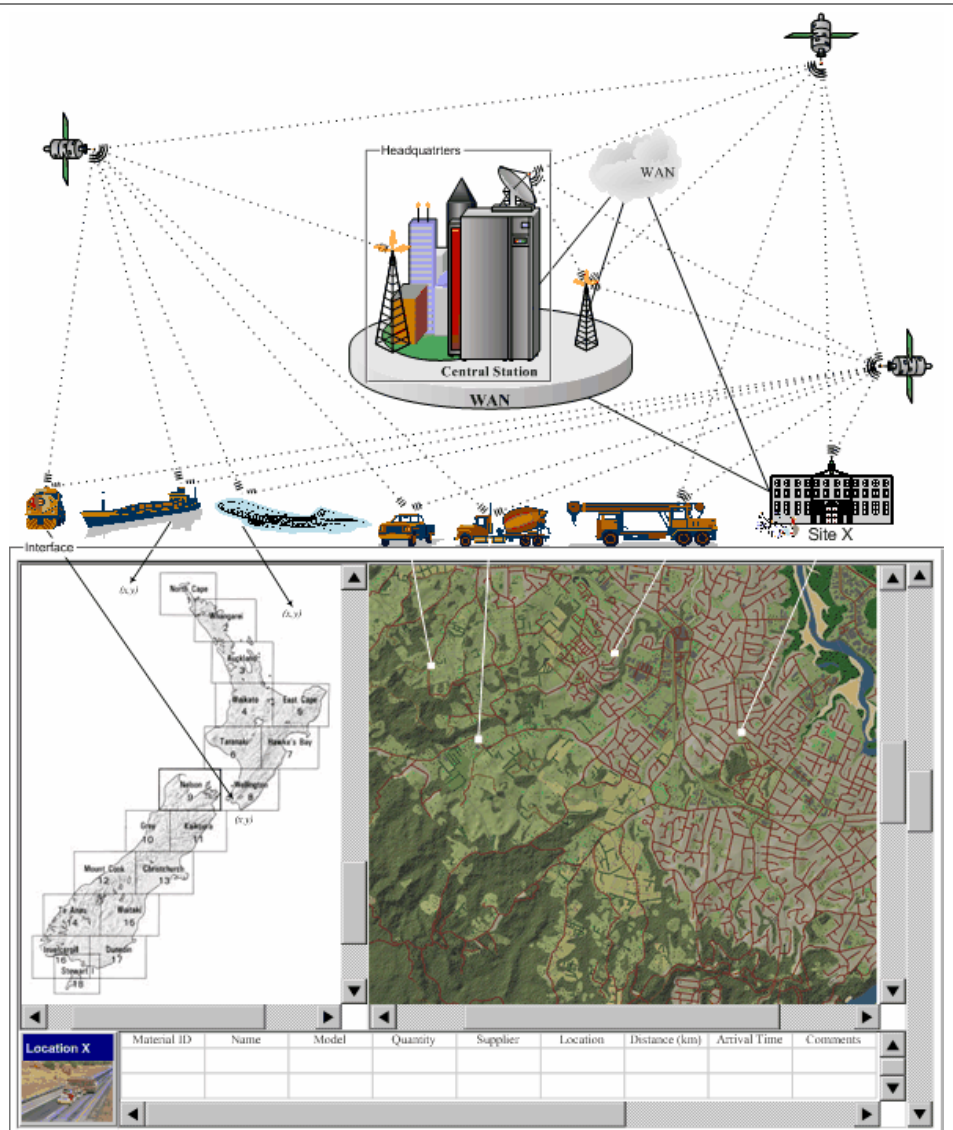 Headquatriers
WAN
Central Station
WAN
Site X
Interface
(x,y)
(x,y)
North Cape
1
Whangarei
2
Auckland
3
Waikato
4
East Cape
5
Taranaki
6
Hawke's Bay
7
Nelson
9
Wellington
8
(x,y)
Grey
10
Kaikoura
11
Mount Cook
12
Christchurch
13
Te Anau
14
Waitaki
15
Invercargill
16
Dunedin
17
Stewart I
18
Location X
Material ID Name Model Quantity Supplier Location Distance (km) Arrival Time Comments